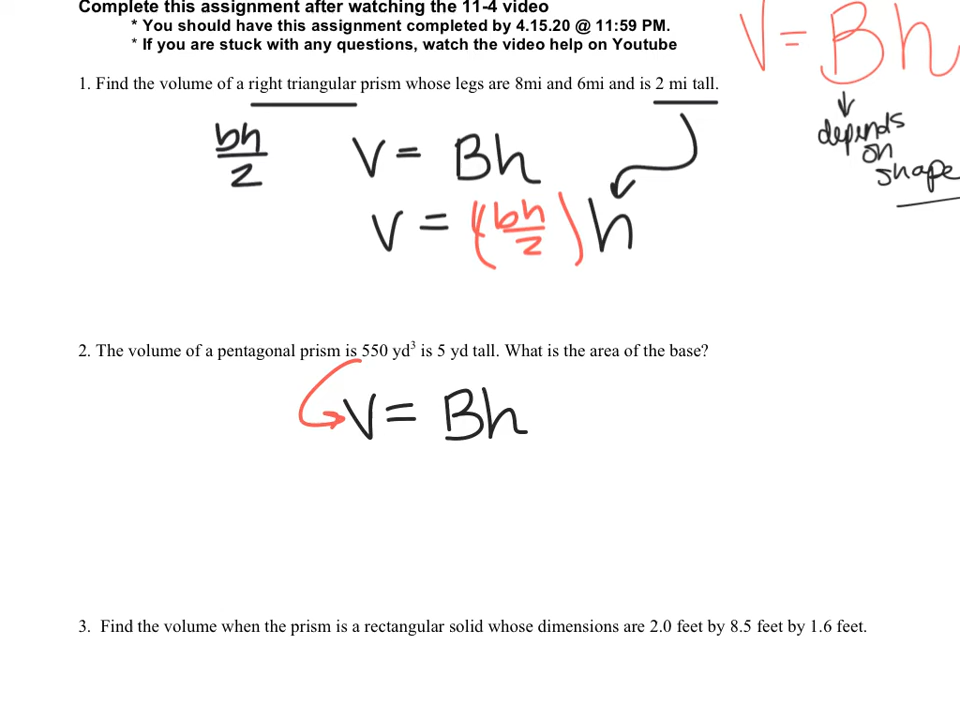 Complete this assignment after watching the 11-4 video
* You should have this assignment completed by 4.15.20 @ 11:59 PM.
* If you are stuck with any questions, watch the video help on Youtube
V = Bh
depends
on
shape
1. Find the volume of a right triangular prism whose legs are 8mi and 6mi and is 2 mi tall.
bh/2 V = Bh
V = (bh/2) h
2. The volume of a pentagonal prism is 550 yd³ is 5 yd tall. What is the area of the base?
V = Bh
3. Find the volume when the prism is a rectangular solid whose dimensions are 2.0 feet by 8.5 feet by 1.6 feet.